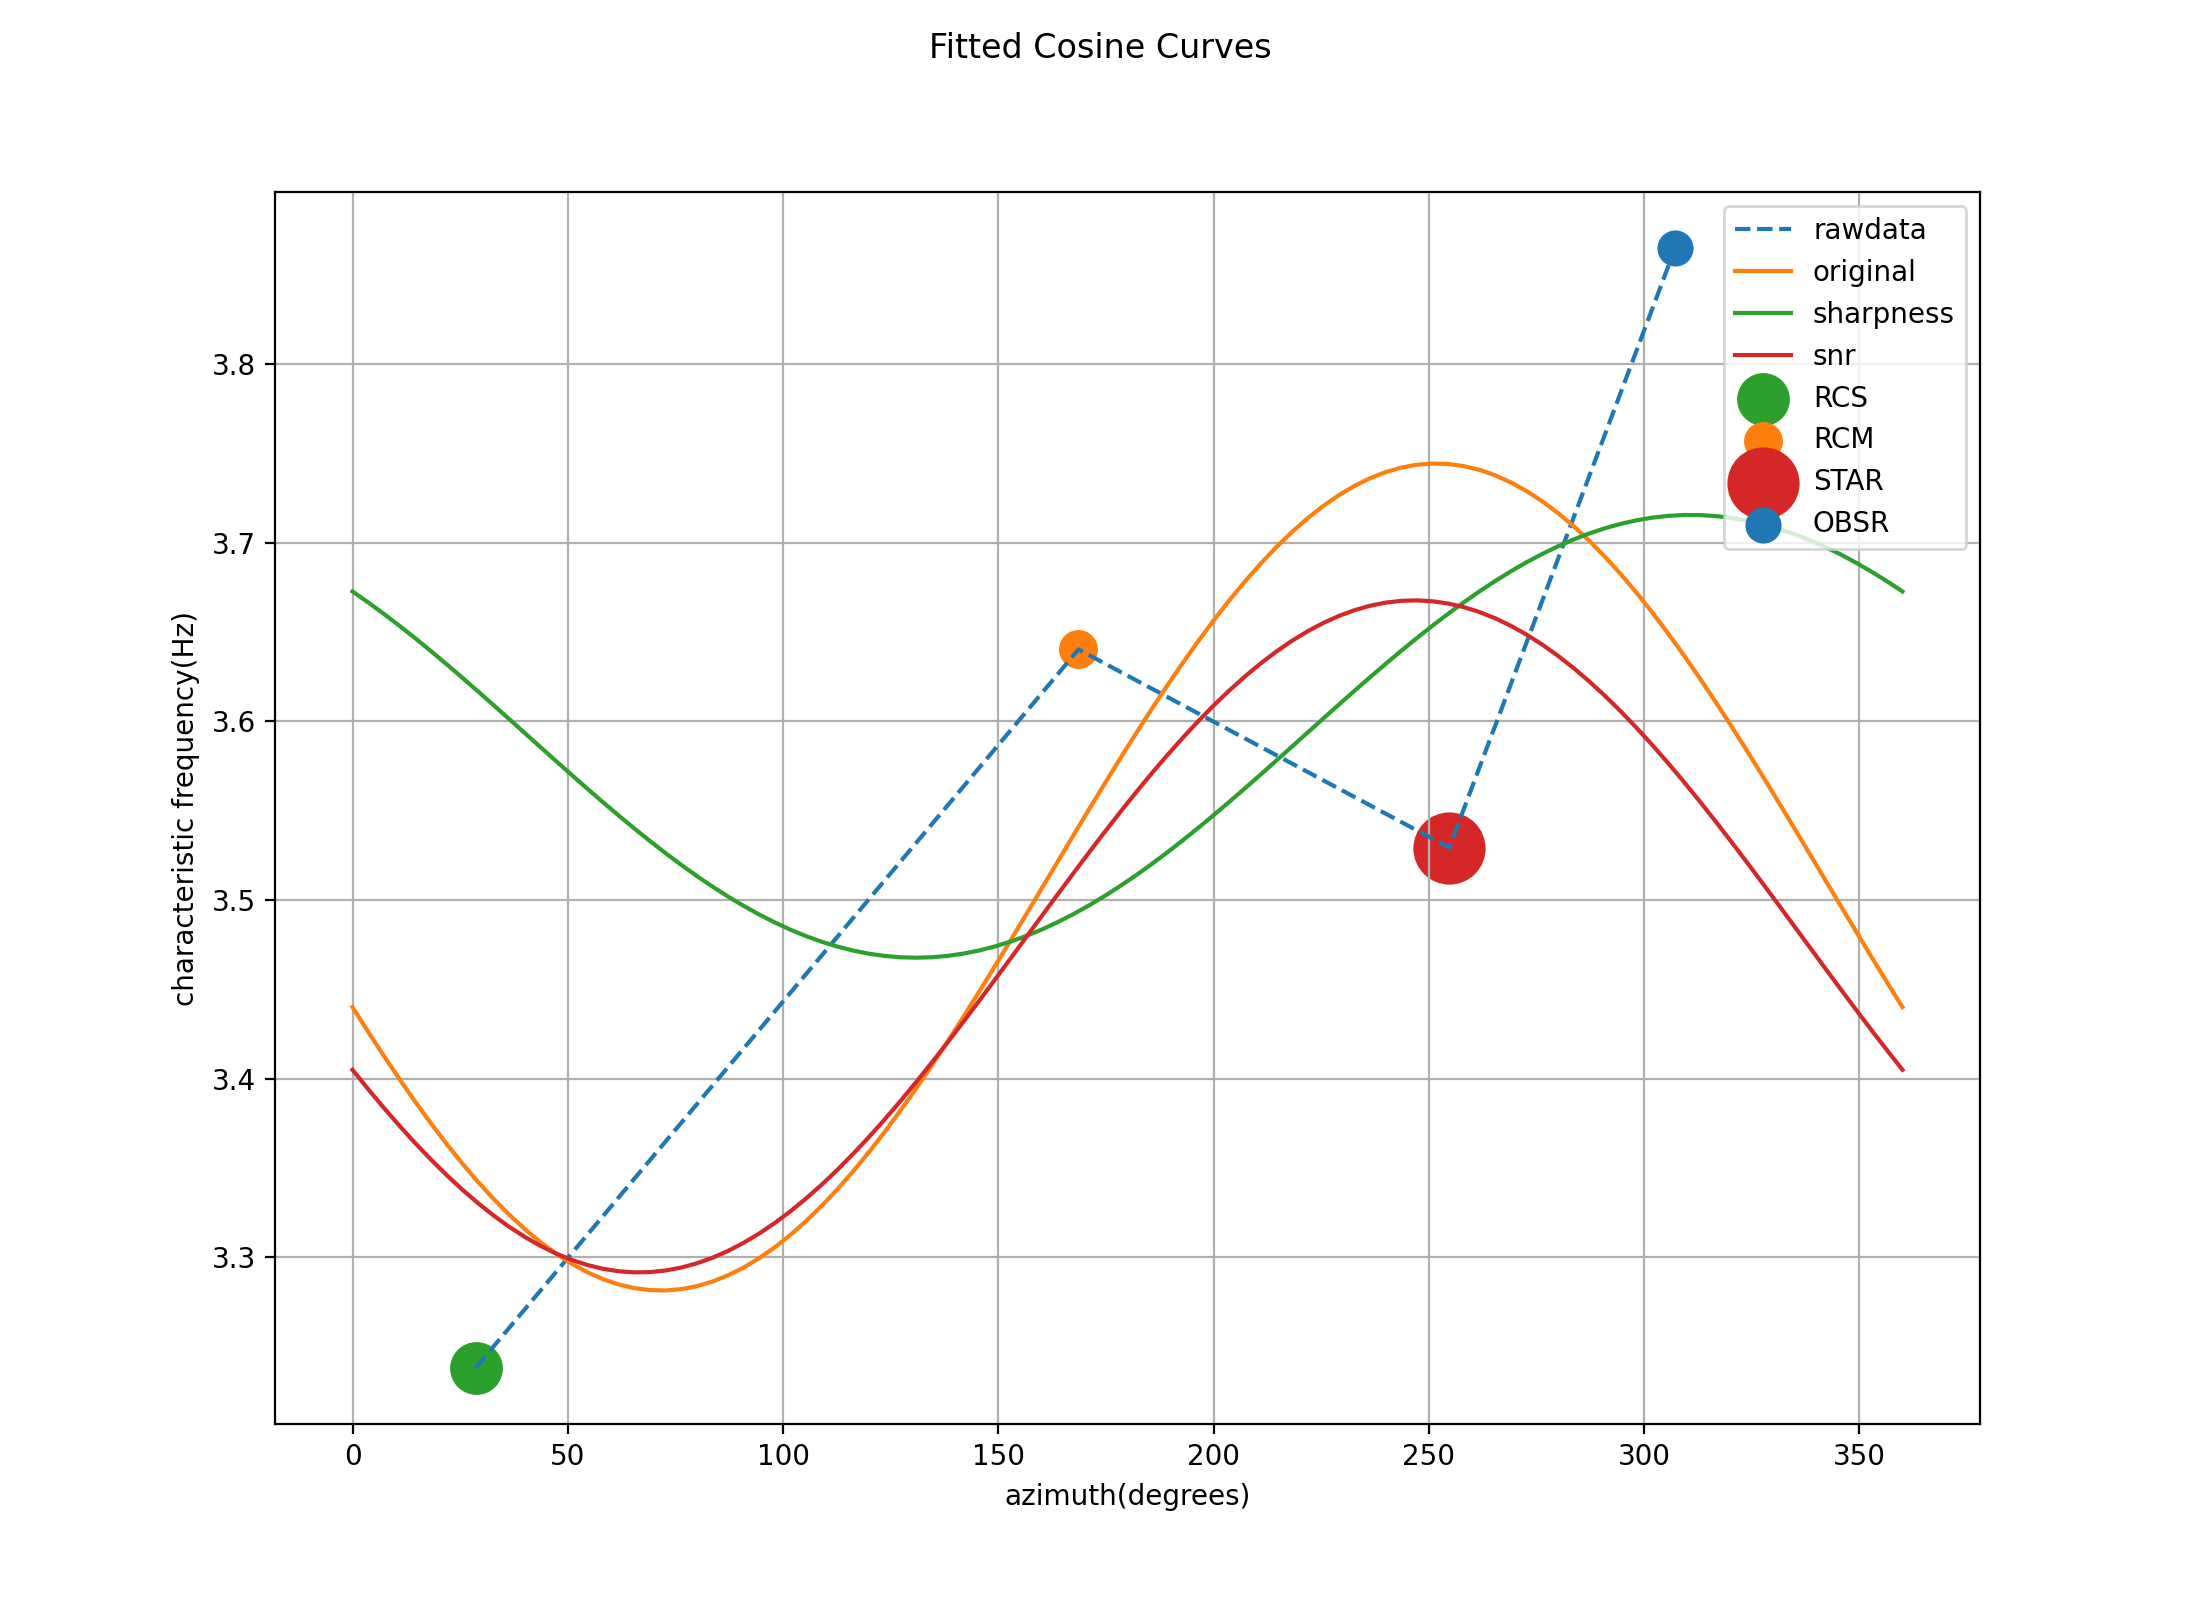 Fitted Cosine Curves
rawdata
original
sharpness
snr
RCS
RCM
STAR
OBSR
3.8
3.7
3.6
3.5
3.4
3.3
characteristic frequency(Hz)
0 50 100 150 200 250 300 350
azimuth(degrees)